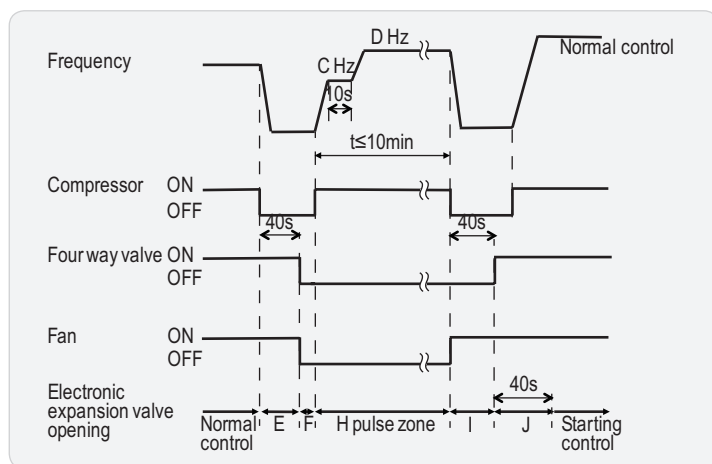 D Hz
Normal control
Frequency
C Hz
10s
t≤10min
Compressor ON
OFF
40s 40s
Four way valve ON
OFF
Fan ON
OFF
40s
Electronic
expansion valve
opening
Normal
control
E F H pulse zone I J Starting
control